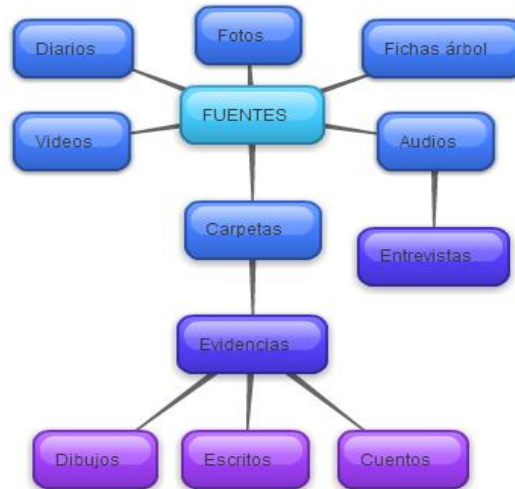 Fotos
Diarios
Fichas árbol
FUENTES
Videos
Audios
Carpetas
Entrevistas
Evidencias
Dibujos
Escritos
Cuentos